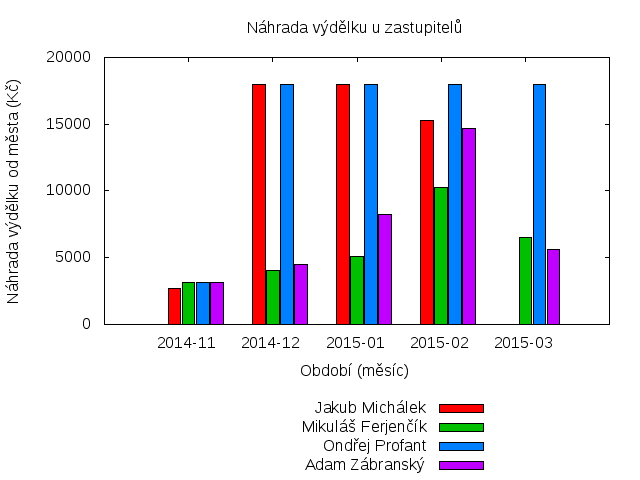 Náhrada výdělku u zastupitelů
Náhrada výdělku od města (Kč)
20000
15000
10000
5000
0
2014-11 2014-12 2015-01 2015-02 2015-03
Období (měsíc)
Jakub Michálek
Mikuláš Ferjenčík
Ondřej Profant
Adam Zábranský